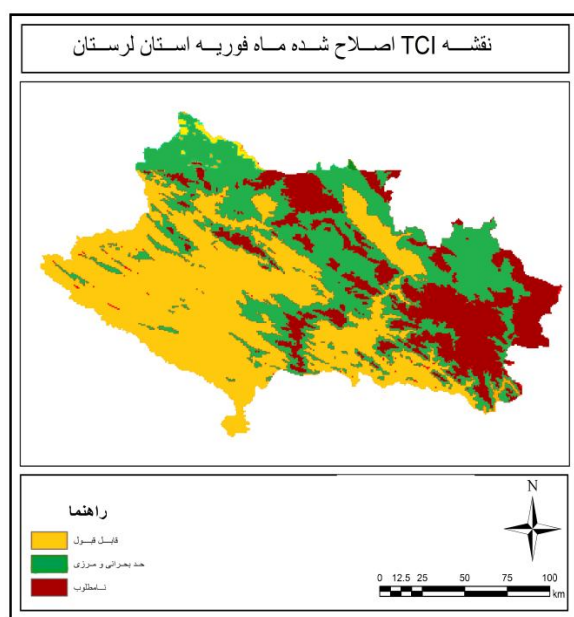 نقشه TCI اصلاح شده ماه فوریه استان لرستان
راهنما
قابل قبول
حد بحرانی و مرزی
نامطلوب
N
0 12.5 25 50 75 100
km